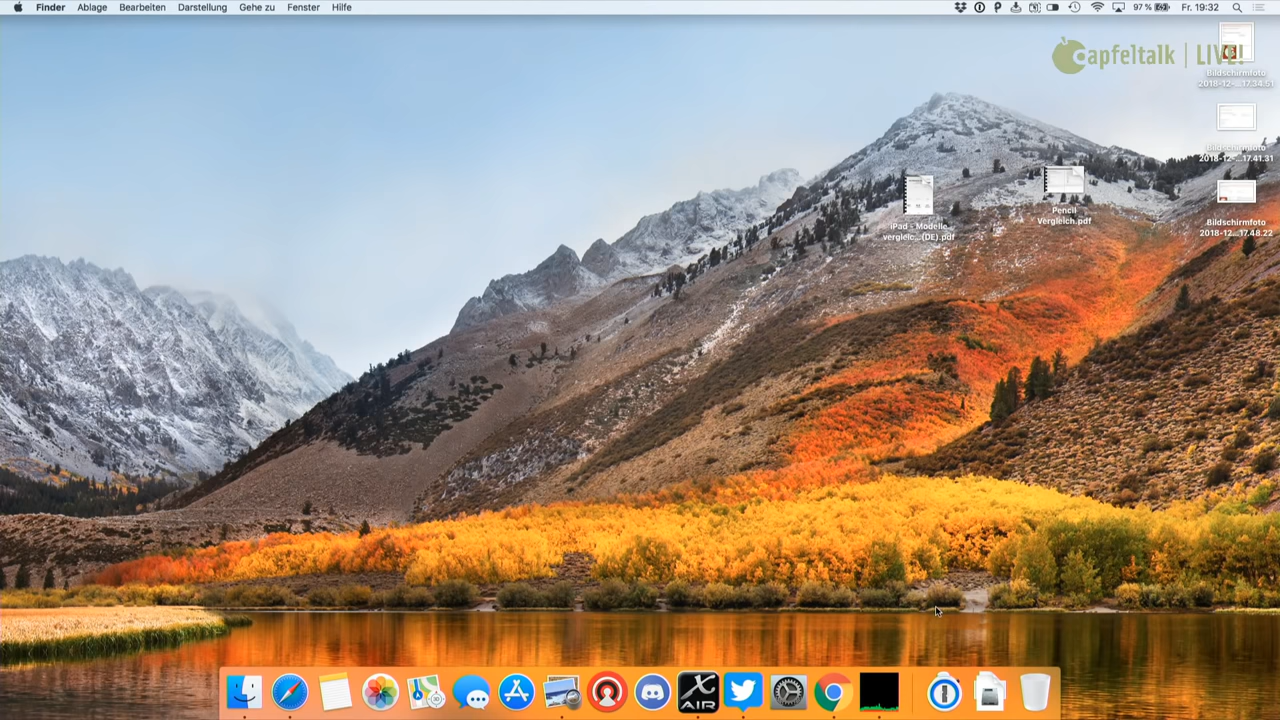 Finder Ablage Bearbeiten Darstellung Gehe zu Fenster Hilfe
97 % Fr. 19:32
apfeltalk | LIVE!
Bildschirmfoto
2018-12-...17.34.51
Bildschirmfoto
2018-12-...17.41.31
iPad - Modelle
vergleic...(DE).pdf
Pencil
Vergleich.pdf
Bildschirmfoto
2018-12-...17.48.22
AIR